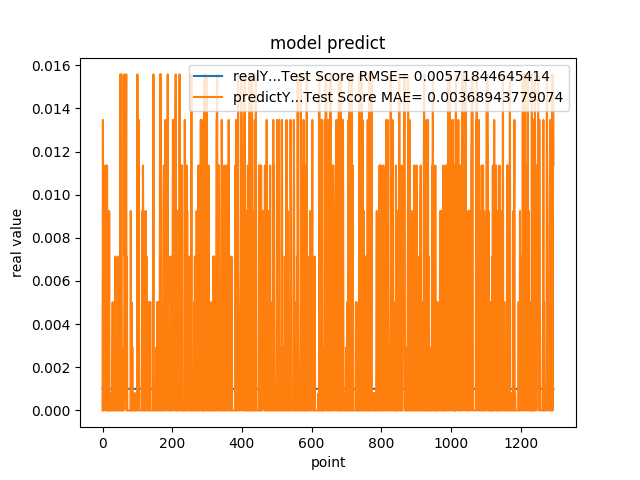 model predict
realY...Test Score RMSE= 0.00571844645414
predictY...Test Score MAE= 0.00368943779074
0.016
0.014
0.012
0.010
0.008
0.006
0.004
0.002
0.000
real value
0 200 400 600 800 1000 1200
point